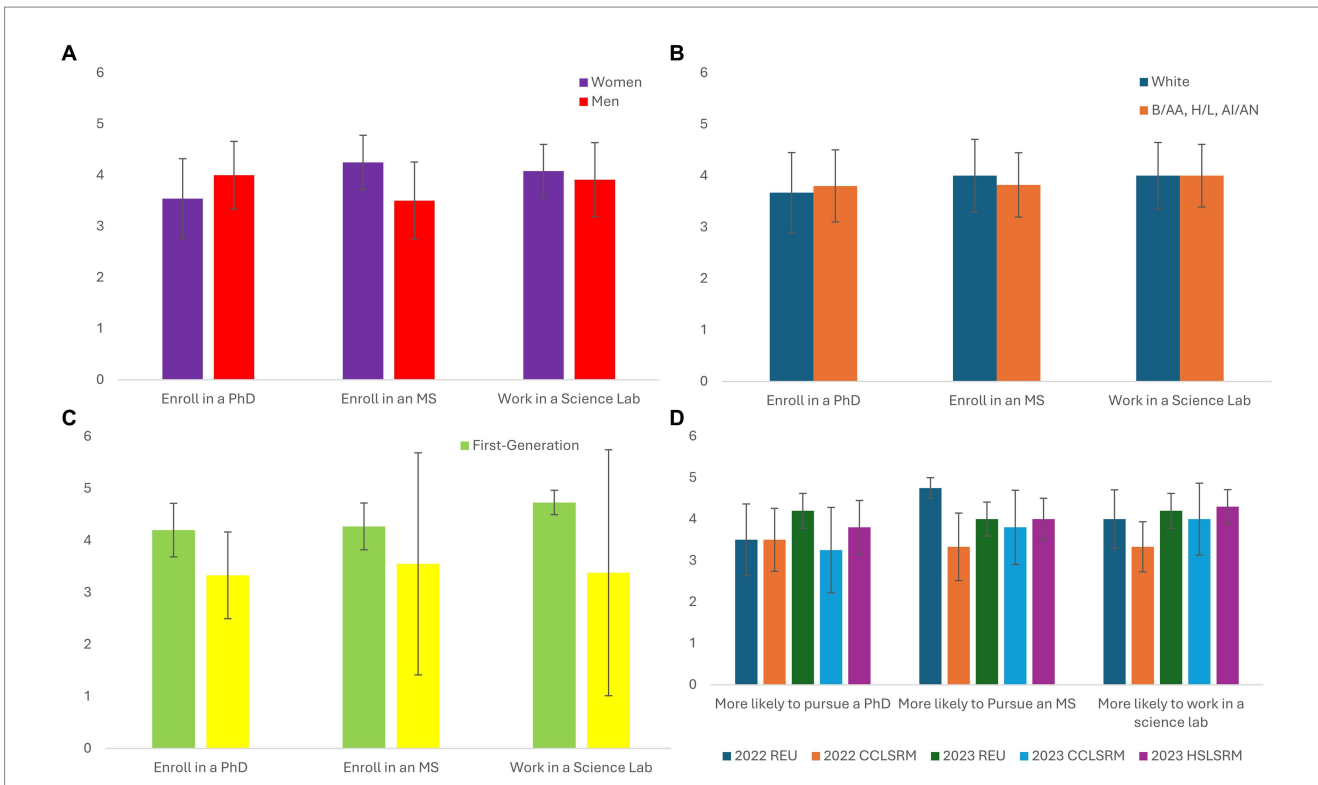 A
6
5
4
3
2
1
0
Women
Men
Enroll in a PhD
Enroll in an MS
Work in a Science Lab
B
6
5
4
3
2
1
0
White
B/AA, H/L, AI/AN
Enroll in a PhD
Enroll in an MS
Work in a Science Lab
C
6
5
4
3
2
1
0
First-Generation
Enroll in a PhD
Enroll in an MS
Work in a Science Lab
D
6
5
4
3
2
1
0
More likely to pursue a PhD
More likely to Pursue an MS
More likely to work in a
science lab
2022 REU
2022 CCLSRM
2023 REU
2023 CCLSRM
2023 HSLSRM